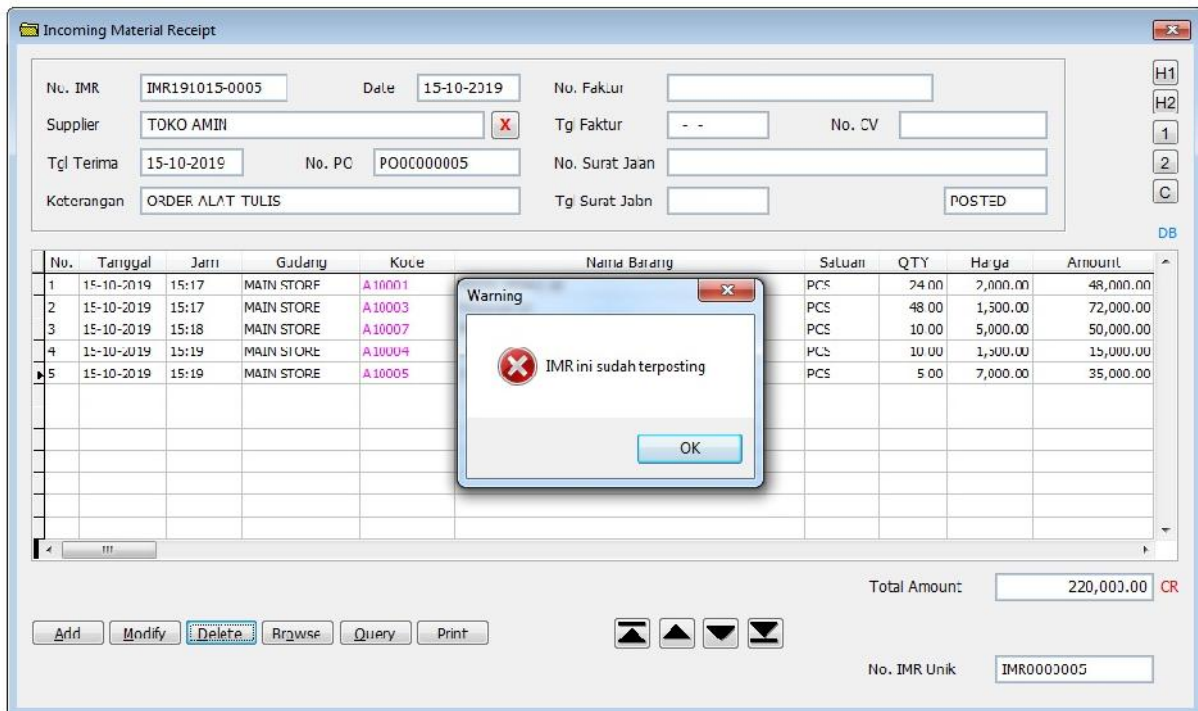 Incoming Material Receipt
No. IMR IMR191015-0005 Date 15-10-2019 No. Faktur
H1
Supplier TOKO AMIN X Tgl Faktur - - No. CV
H2
1
Tgl Terima 15-10-2019 No. PO PO00000005 No. Surat Jalan
2
Keterangan ORDER ALAT TULIS Tgl Surat Jalan POSTED
C
DB
No. Tanggal Jam Gudang Kode Nama Barang Satuan QTY Harga Amount
1 15-10-2019 15:17 MAIN STORE A10001 PCS 24.00 2,000.00 48,000.00
2 15-10-2019 15:17 MAIN STORE A10003 PCS 48.00 1,500.00 72,000.00
3 15-10-2019 15:18 MAIN STORE A10007 PCS 10.00 5,000.00 50,000.00
4 15-10-2019 15:19 MAIN STORE A10004 PCS 10.00 1,500.00 15,000.00
5 15-10-2019 15:19 MAIN STORE A10005 PCS 5.00 7,000.00 35,000.00
Warning
IMR ini sudah terposting
OK
Total Amount 220,000.00 CR
Add Modify Delete Browse Query Print
No. IMR Unik IMR0000005